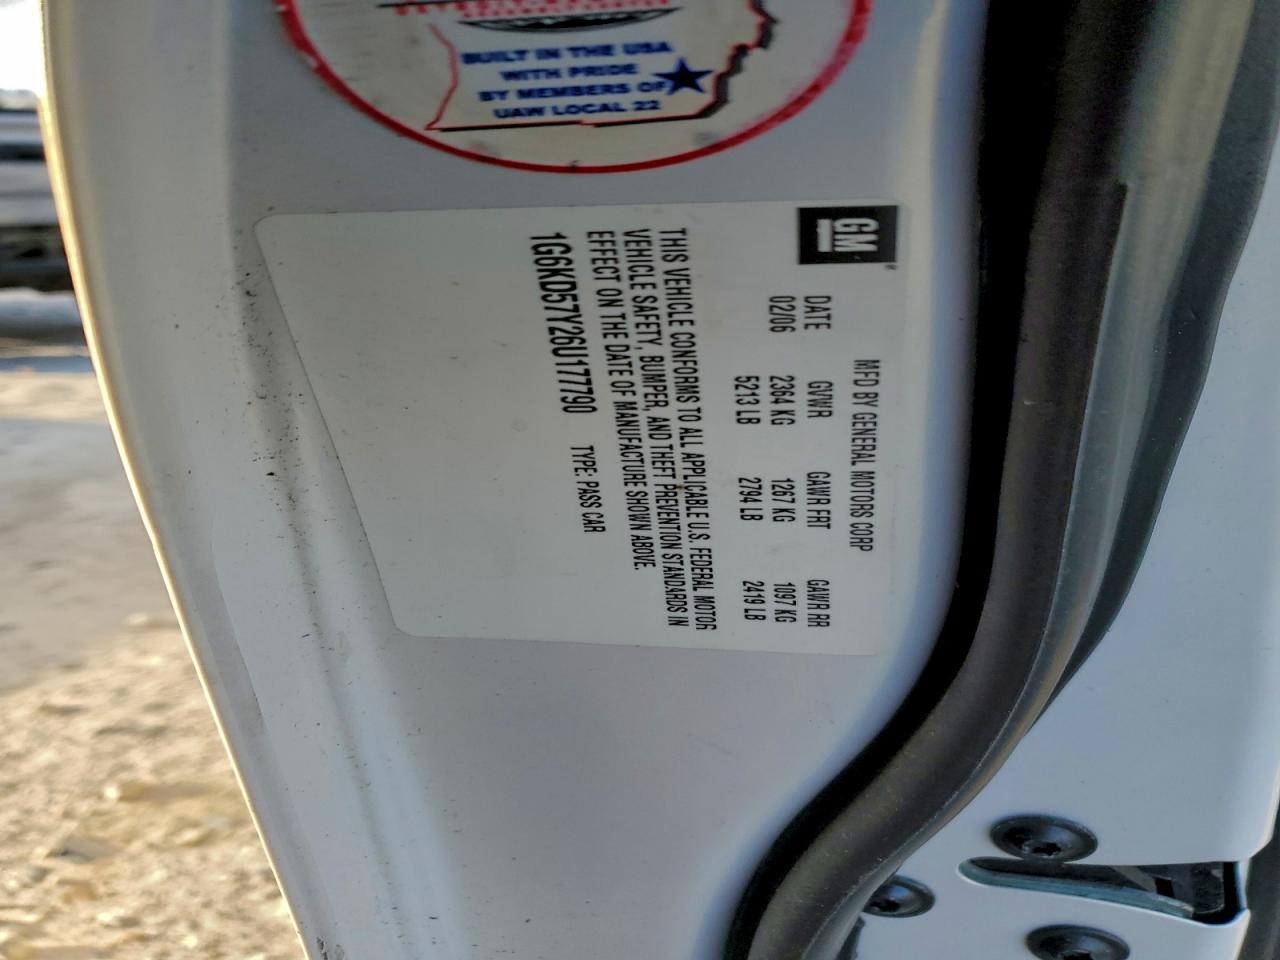 BUILT IN THE USA
WITH PRIDE
BY MEMBERS OF
UAW LOCAL 22
GM
MFD BY GENERAL MOTORS CORP
DATE GVWR GAWR FRT GAWR RR
02/06 2364 KG 1267 KG 1097 KG
5213 LB 2794 LB 2419 LB
THIS VEHICLE CONFORMS TO ALL APPLICABLE U.S. FEDERAL MOTOR
VEHICLE SAFETY, BUMPER, AND THEFT PREVENTION STANDARDS IN
EFFECT ON THE DATE OF MANUFACTURE SHOWN ABOVE.
1G6KD57Y26U177790 TYPE: PASS CAR